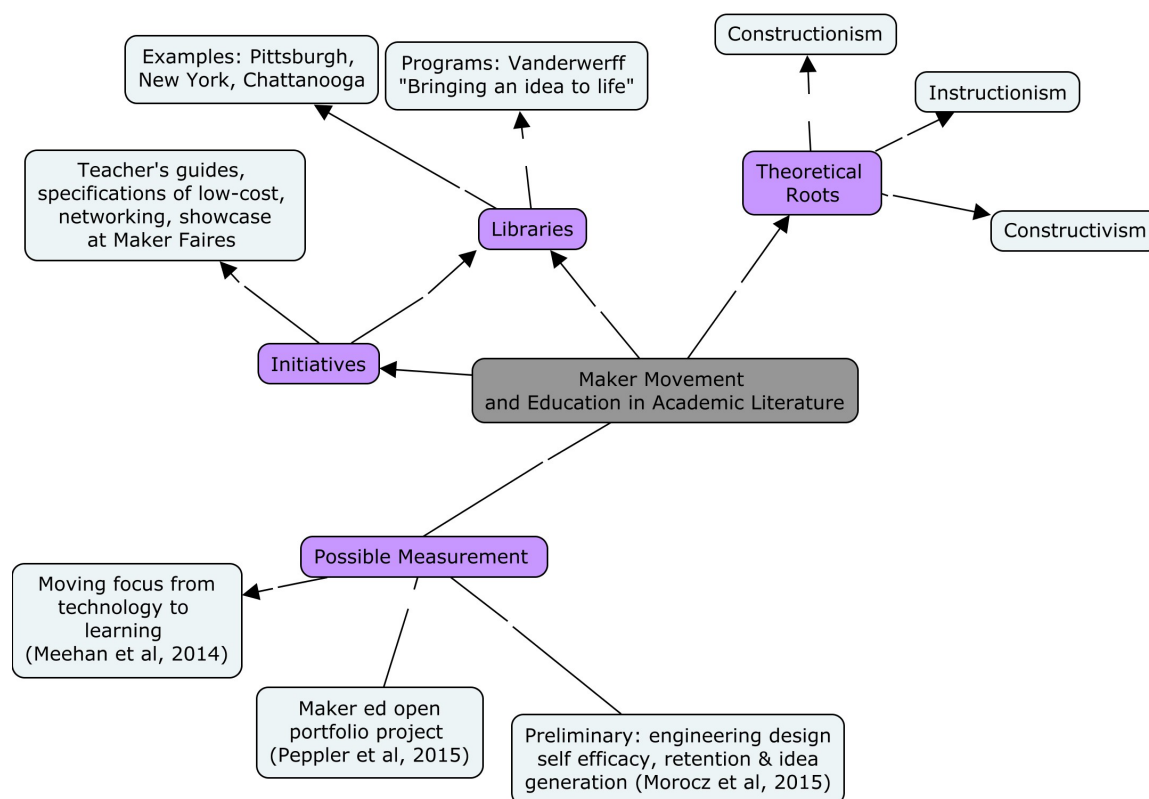 Constructionism
Examples: Pittsburgh,
New York, Chattanooga
Programs: Vanderwerff
"Bringing an idea to life"
Instructionism
Teacher's guides,
specifications of low-cost,
networking, showcase
at Maker Faires
Theoretical
Roots
Libraries
Constructivism
Initiatives
Maker Movement
and Education in Academic Literature
Possible Measurement
Moving focus from
technology to
learning
(Meehan et al, 2014)
Maker ed open
portfolio project
(Peppler et al, 2015)
Preliminary: engineering design
self efficacy, retention & idea
generation (Morocz et al, 2015)